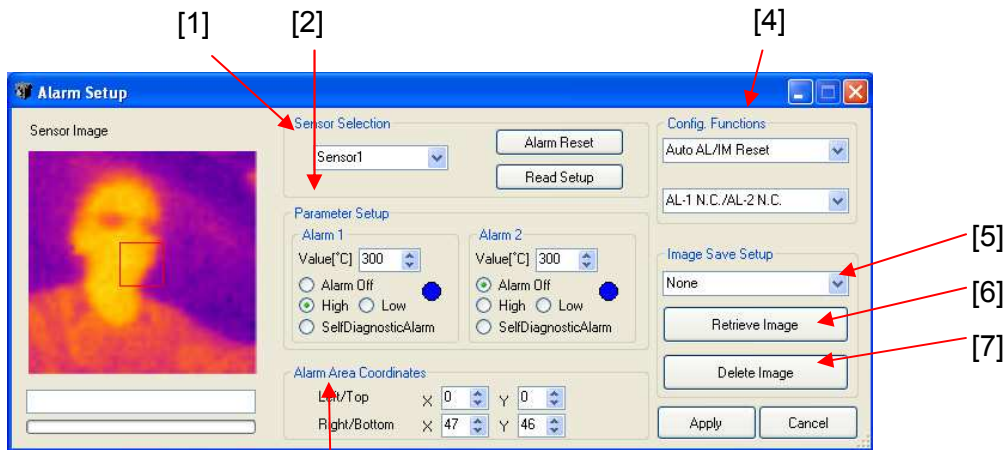 [1] [2] [4]
Alarm Setup
Sensor Image
Sensor Selection
Sensor1
Alarm Reset
Read Setup
Config. Functions
Auto AL/IM Reset
AL-1 N.C./AL-2 N.C.
Parameter Setup
Alarm 1
Value[°C] 300
Alarm Off
High Low
SelfDiagnosticAlarm
Alarm 2
Value[°C] 300
Alarm Off
High Low
SelfDiagnosticAlarm
Image Save Setup
None
[5]
Retrieve Image
[6]
Delete Image
[7]
Alarm Area Coordinates
Left/Top X 0 Y 0
Right/Bottom X 47 Y 46
Apply Cancel